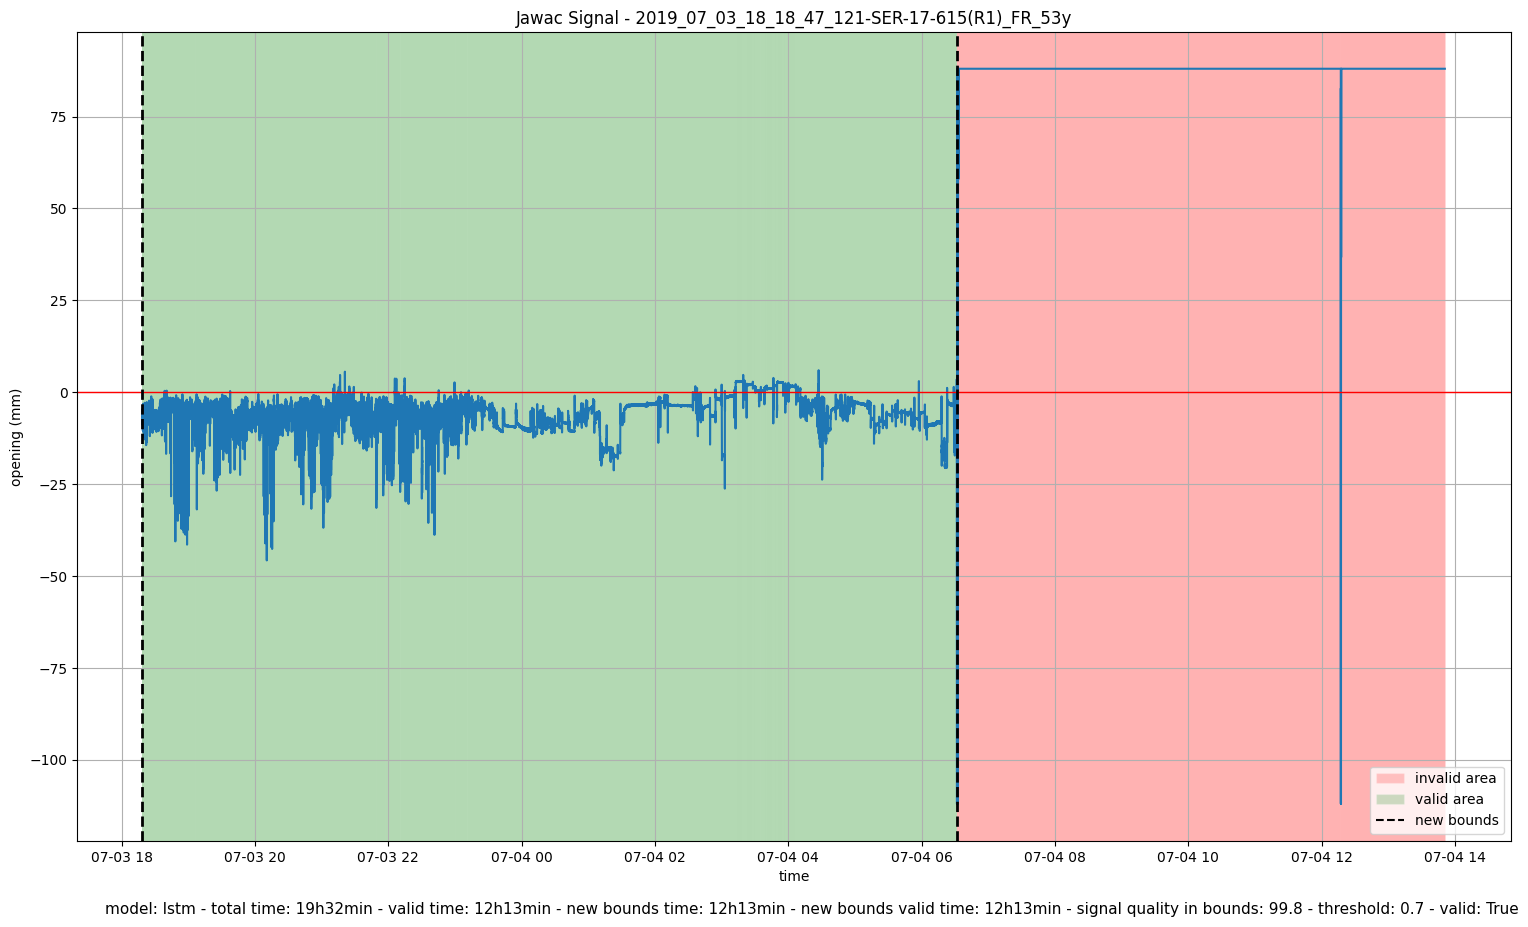 Jawac Signal - 2019_07_03_18_18_47_121-SER-17-615(R1)_FR_53y
opening (mm)
75
50
25
0
−25
−50
−75
−100
invalid area
valid area
new bounds
07-03 18 07-03 20 07-03 22 07-04 00 07-04 02 07-04 04 07-04 06 07-04 08 07-04 10 07-04 12 07-04 14
time
model: lstm - total time: 19h32min - valid time: 12h13min - new bounds time: 12h13min - new bounds valid time: 12h13min - signal quality in bounds: 99.8 - threshold: 0.7 - valid: True